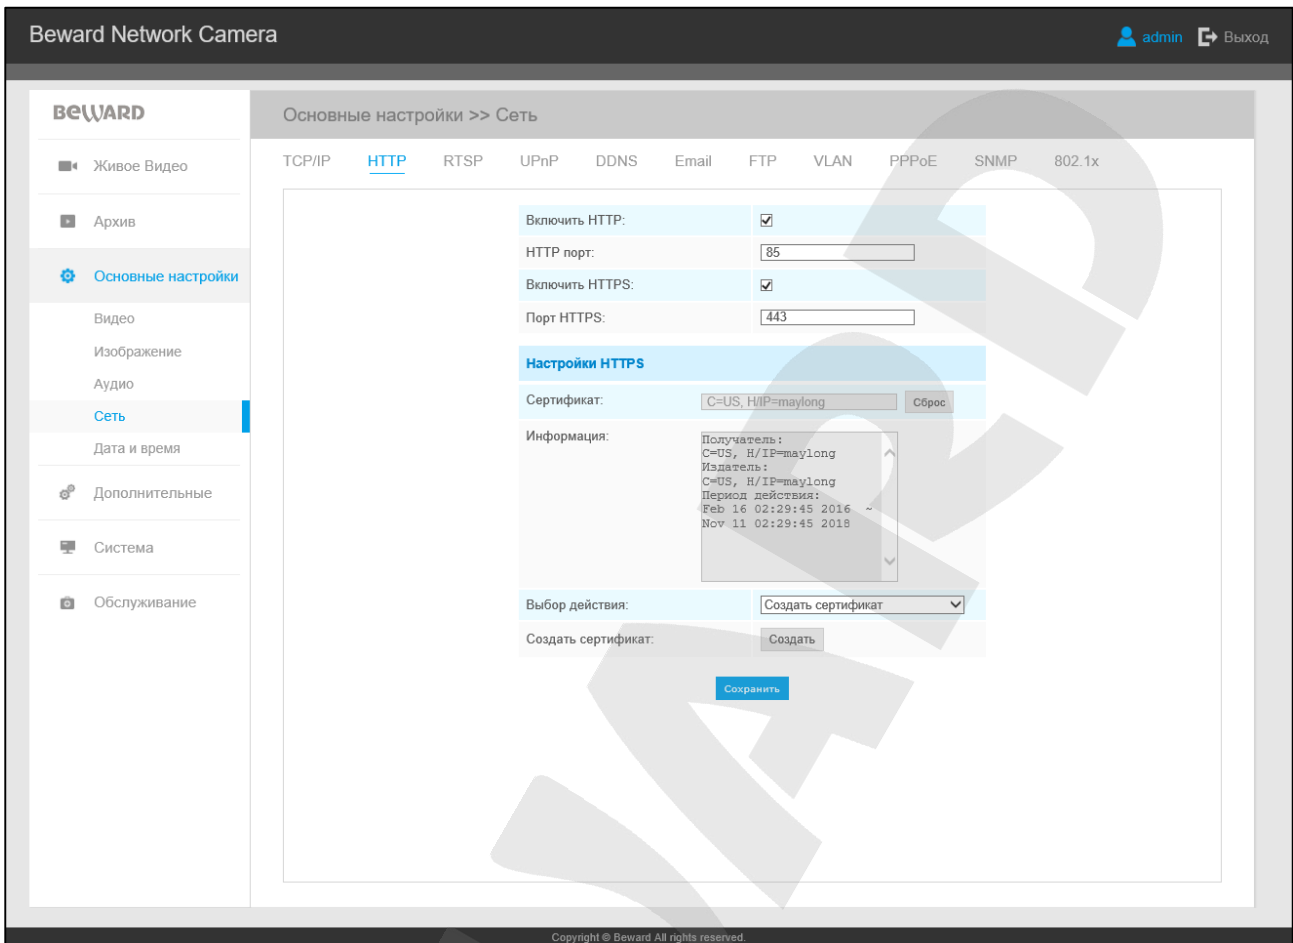 Beward Network Camera
admin Выход
BEWARD
Основные настройки >> Сеть
Живое Видео
Архив
Основные настройки
Видео
Изображение
Аудио
Сеть
Дата и время
Дополнительные
Система
Обслуживание
TCP/IP HTTP RTSP UPnP DDNS Email FTP VLAN PPPoE SNMP 802.1x
Включить HTTP:
HTTP порт: 85
Включить HTTPS:
Порт HTTPS: 443
Настройки HTTPS
Сертификат: C=US, H/IP=maylong Сброс
Информация:
Получатель:
C=US, H/IP=maylong
Издатель:
C=US, H/IP=maylong
Период действия:
Feb 16 02:29:45 2016 ~
Nov 11 02:29:45 2018
Выбор действия: Создать сертификат
Создать сертификат: Создать
Сохранить
Copyright © Beward All rights reserved.